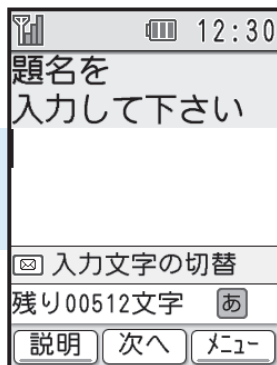 12:30
題名を
入力して下さい
入力文字の切替
残り00512文字 あ
説明 次へ ﾒﾆｭｰ